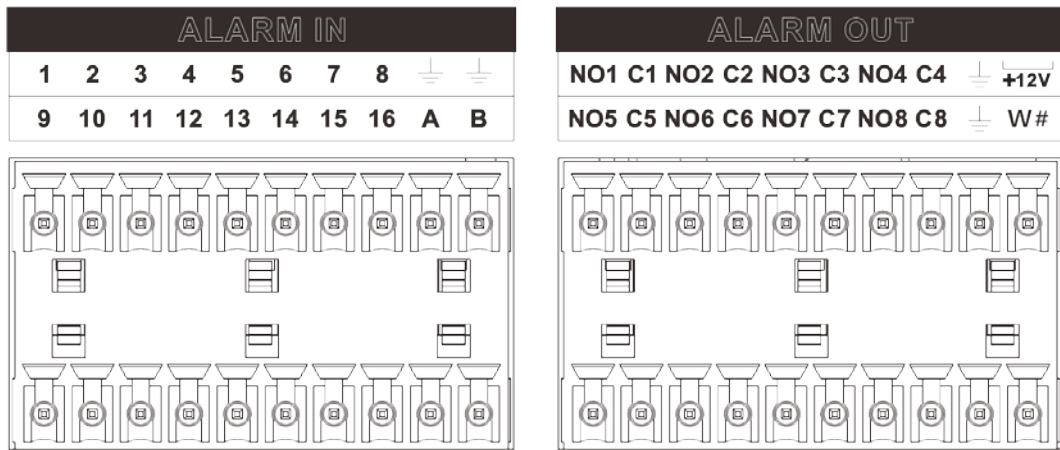 ALARM IN
1 2 3 4 5 6 7 8
9 10 11 12 13 14 15 16 A B
ALARM OUT
NO1 C1 NO2 C2 NO3 C3 NO4 C4 +12V
NO5 C5 NO6 C6 NO7 C7 NO8 C8 W#